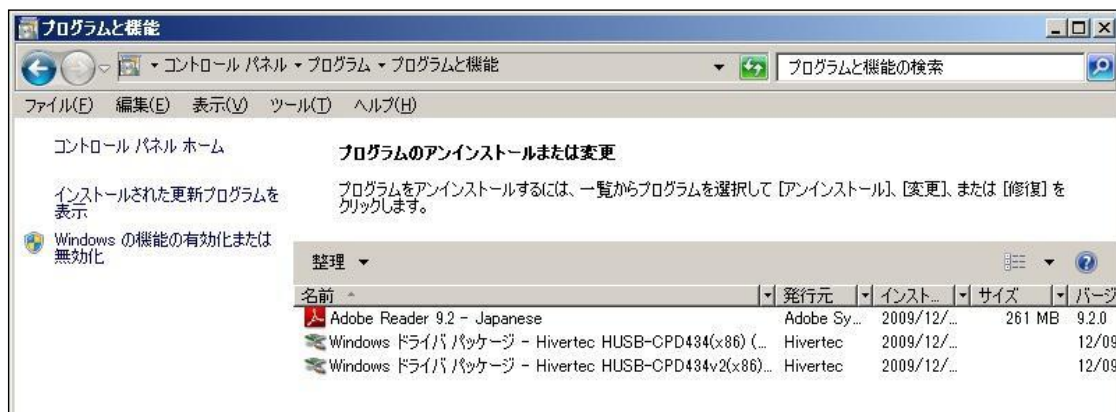 プログラムと機能
コントロール パネル ▾ プログラム ▾ プログラムと機能
プログラムと機能の検索
ファイル(F) 編集(E) 表示(V) ツール(T) ヘルプ(H)
コントロール パネル ホーム
インストールされた更新プログラムを
表示
Windows の機能の有効化または
無効化
プログラムのアンインストールまたは変更
プログラムをアンインストールするには、一覧からプログラムを選択して [アンインストール]、[変更]、または [修復] を
クリックします。
整理
名前 発行元 インスト... サイズ バージ
Adobe Reader 9.2 - Japanese Adobe Sy... 2009/12/... 261 MB 9.2.0
Windows ドライバ パッケージ - Hivertec HUSB-CPD434(x86) (... Hivertec 2009/12/... 12/09
Windows ドライバ パッケージ - Hivertec HUSB-CPD434v2(x86)... Hivertec 2009/12/... 12/09